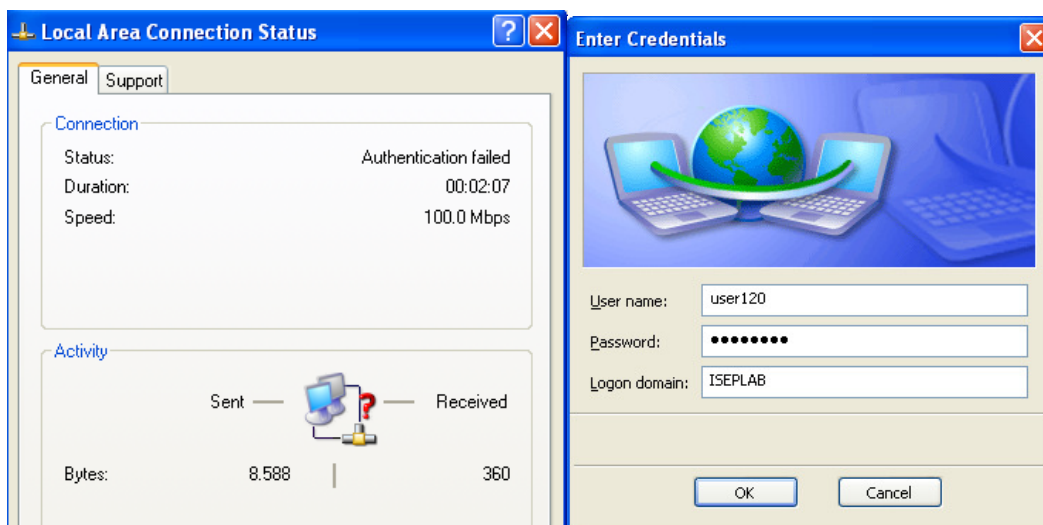 Local Area Connection Status
General Support
Connection
Status: Authentication failed
Duration: 00:02:07
Speed: 100.0 Mbps
Activity
Sent Received
Bytes: 8.588 360
Enter Credentials
User name: user120
Password: ●●●●●●●●
Logon domain: ISEPLAB
OK Cancel